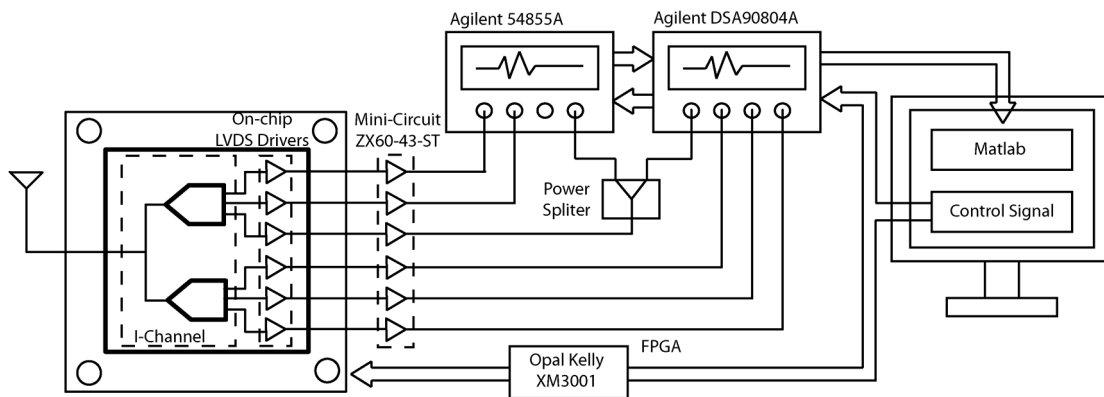 Agilent 54855A
Agilent DSA90804A
On-chip
LVDS Drivers
Mini-Circuit
ZX60-43-ST
Matlab
Power
Spliter
Control Signal
I-Channel
Opal Kelly
XM3001
FPGA